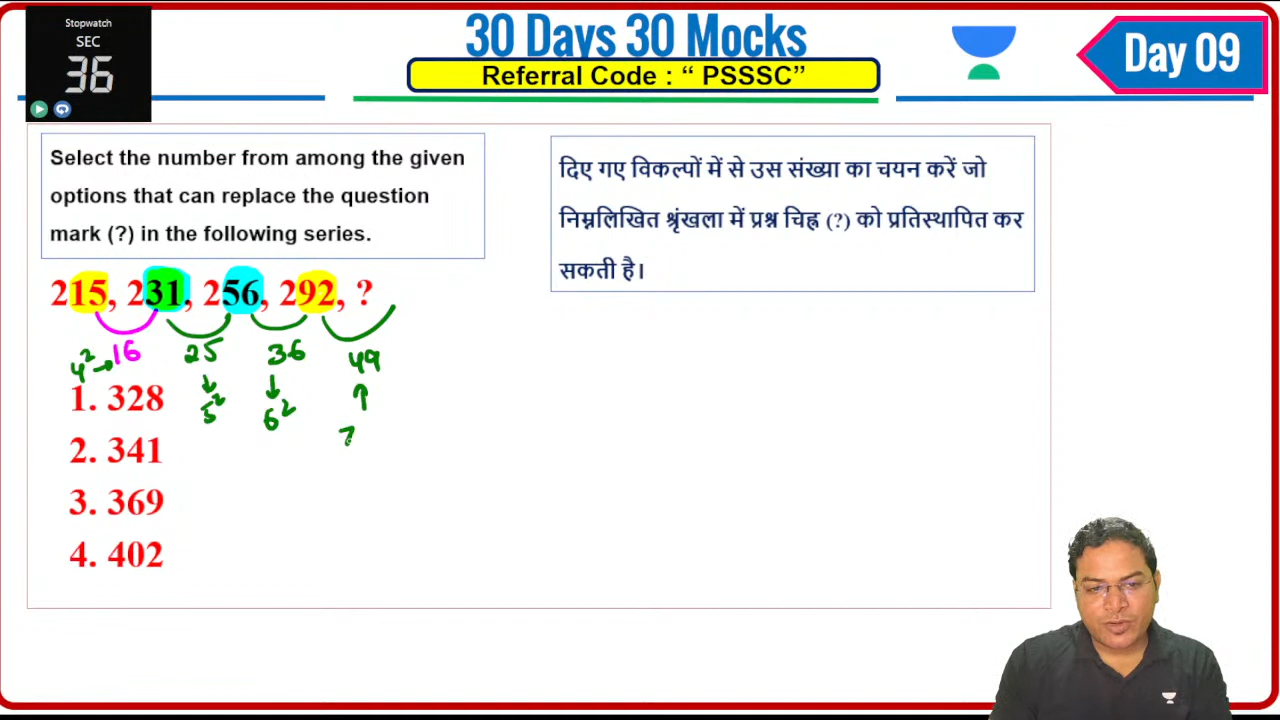 Stopwatch
SEC
36
30 Days 30 Mocks
Referral Code : “ PSSSC”
Day 09
Select the number from among the given
options that can replace the question
mark (?) in the following series.
दिए गए विकल्पों में से उस संख्या का चयन करें जो
निम्नलिखित श्रृंखला में प्रश्न चिह्न (?) को प्रतिस्थापित कर
सकती है।
215, 231, 256, 292, ?
4² → 16 25 36 49
5² 6² 7
1. 328
2. 341
3. 369
4. 402